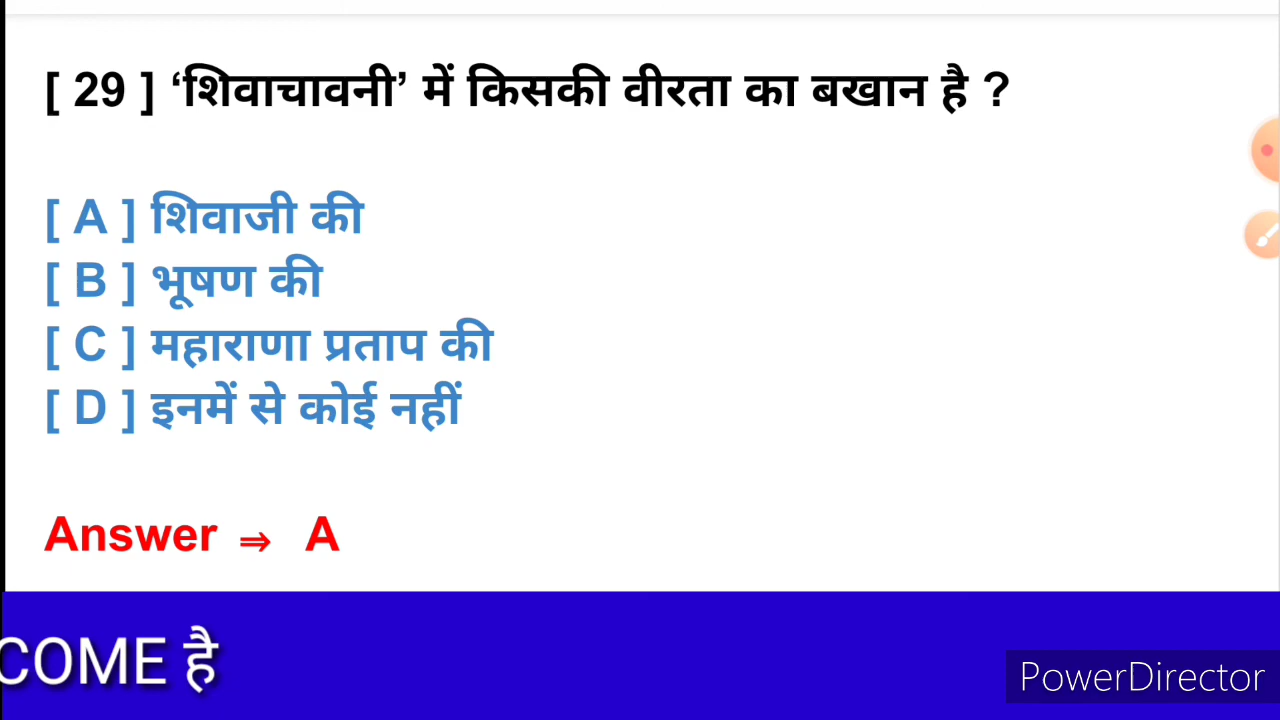 [ 29 ] ‘शिवाचावनी’ में किसकी वीरता का बखान है ?
[ A ] शिवाजी की
[ B ] भूषण की
[ C ] महाराणा प्रताप की
[ D ] इनमें से कोई नहीं
Answer ⇒ A
COME है
PowerDirector